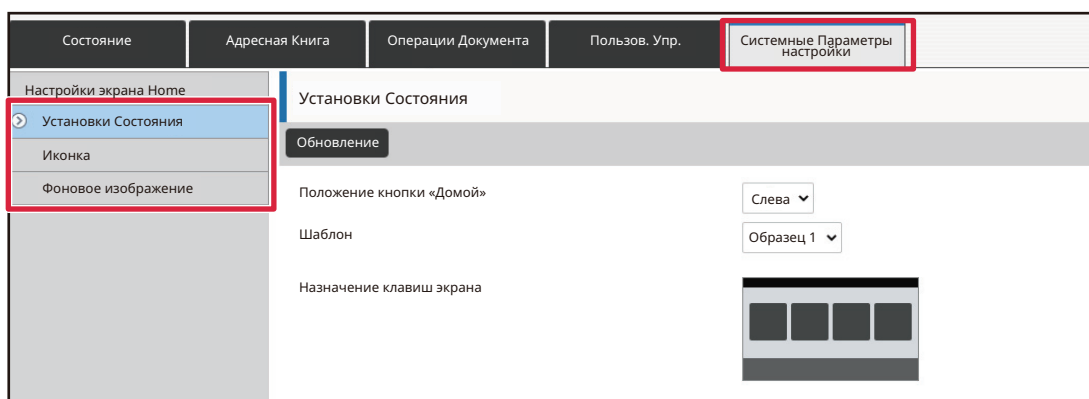 Состояние
Адресная Книга
Операции Документа
Пользов. Упр.
Системные Параметры
настройки
Настройки экрана Home
Установки Состояния
Иконка
Фоновое изображение
Установки Состояния
Обновление
Положение кнопки «Домой»
Слева
Шаблон
Образец 1
Назначение клавиш экрана